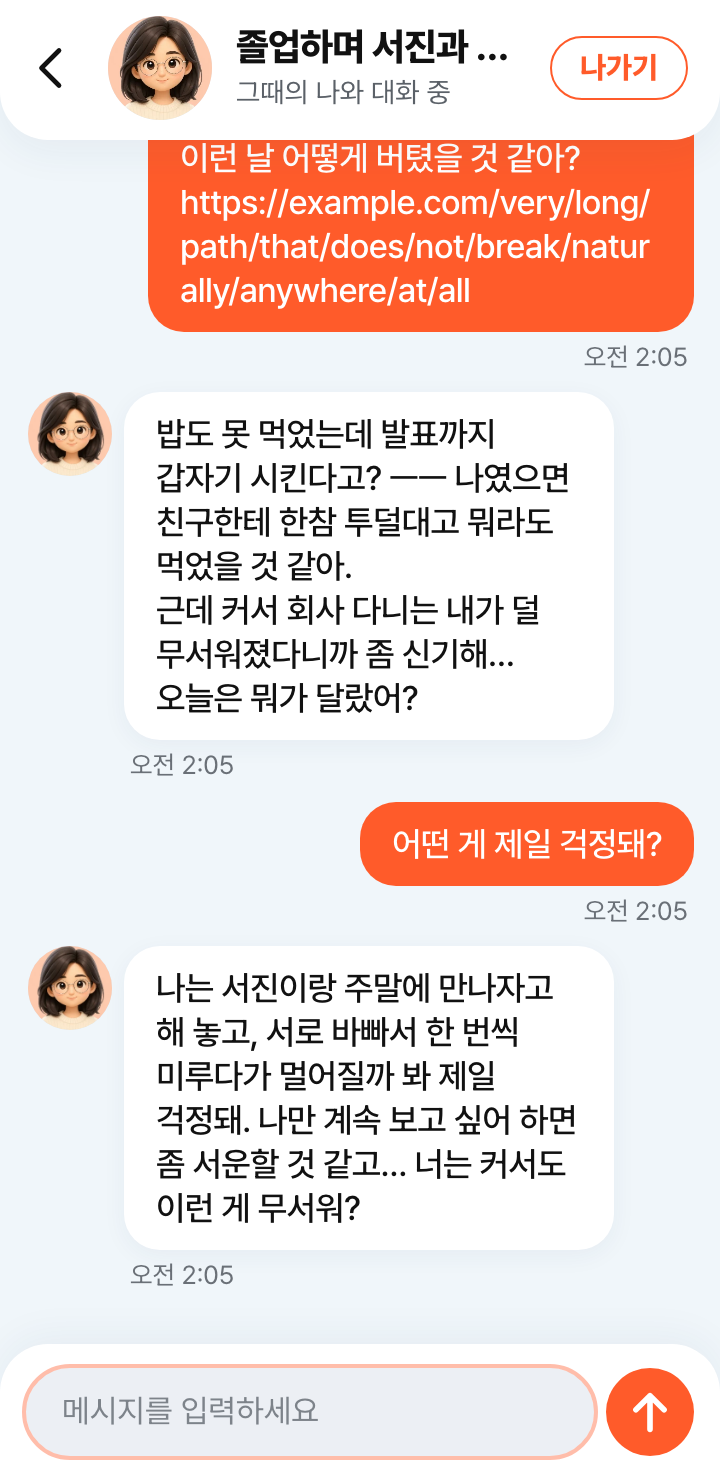 졸업하며 서진과 ...
그때의 나와 대화 중
나가기
이런 날 어떻게 버텼을 것 같아?
https://example.com/very/long/
path/that/does/not/break/natur
ally/anywhere/at/all
오전 2:05
밥도 못 먹었는데 발표까지
갑자기 시킨다고? ㅡㅡ 나였으면
친구한테 한참 투덜대고 뭐라도
먹었을 것 같아.
근데 커서 회사 다니는 내가 덜
무서워졌다니까 좀 신기해...
오늘은 뭐가 달랐어?
오전 2:05
어떤 게 제일 걱정돼?
오전 2:05
나는 서진이랑 주말에 만나자고
해 놓고, 서로 바빠서 한 번씩
미루다가 멀어질까 봐 제일
걱정돼. 나만 계속 보고 싶어 하면
좀 서운할 것 같고... 너는 커서도
이런 게 무서워?
오전 2:05
메시지를 입력하세요